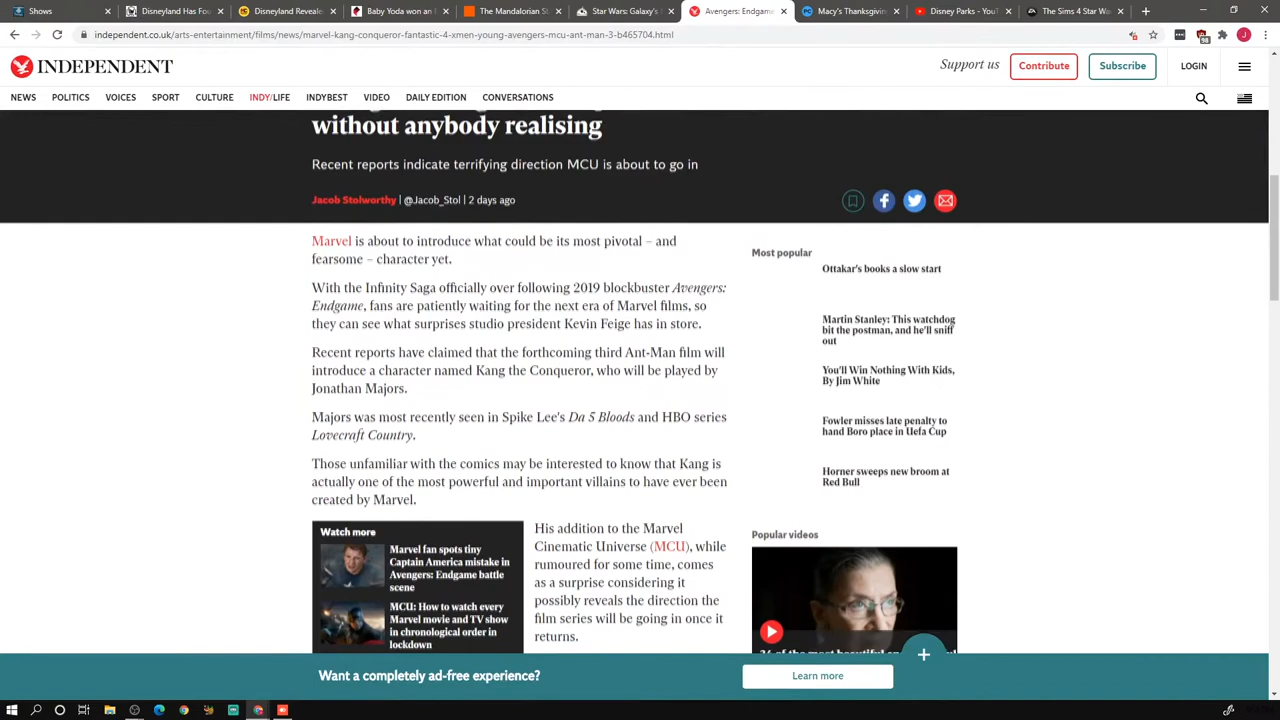 Shows
Disneyland Has Fo
Disneyland Reveale
Baby Yoda won an
The Mandalorian S
Star Wars: Galaxy's
Avengers: Endgame
Macy's Thanksgivin
Disney Parks - YouT
The Sims 4 Star Wa
independent.co.uk/arts-entertainment/films/news/marvel-kang-conqueror-fantastic-4-xmen-young-avengers-mcu-ant-man-3-b465704.html
INDEPENDENT
Support us
Contribute
Subscribe
LOGIN
NEWS POLITICS VOICES SPORT CULTURE INDY/LIFE INDYBEST VIDEO DAILY EDITION CONVERSATIONS
without anybody realising
Recent reports indicate terrifying direction MCU is about to go in
Jacob Stolworthy | @Jacob_Stol | 2 days ago
Marvel is about to introduce what could be its most pivotal – and
fearsome – character yet.
With the Infinity Saga officially over following 2019 blockbuster Avengers:
Endgame, fans are patiently waiting for the next era of Marvel films, so
they can see what surprises studio president Kevin Feige has in store.
Recent reports have claimed that the forthcoming third Ant-Man film will
introduce a character named Kang the Conqueror, who will be played by
Jonathan Majors.
Majors was most recently seen in Spike Lee's Da 5 Bloods and HBO series
Lovecraft Country.
Those unfamiliar with the comics may be interested to know that Kang is
actually one of the most powerful and important villains to have ever been
created by Marvel.
Watch more
Marvel fan spots tiny
Captain America mistake in
Avengers: Endgame battle
scene
MCU: How to watch every
Marvel movie and TV show
in chronological order in
lockdown
His addition to the Marvel
Cinematic Universe (MCU), while
rumoured for some time, comes
as a surprise considering it
possibly reveals the direction the
film series will be going in once it
returns.
Most popular
Ottakar's books a slow start
Martin Stanley: This watchdog
bit the postman, and he'll sniff
out
You'll Win Nothing With Kids,
By Jim White
Fowler misses late penalty to
hand Boro place in Uefa Cup
Horner sweeps new broom at
Red Bull
Popular videos
Want a completely ad-free experience?
Learn more